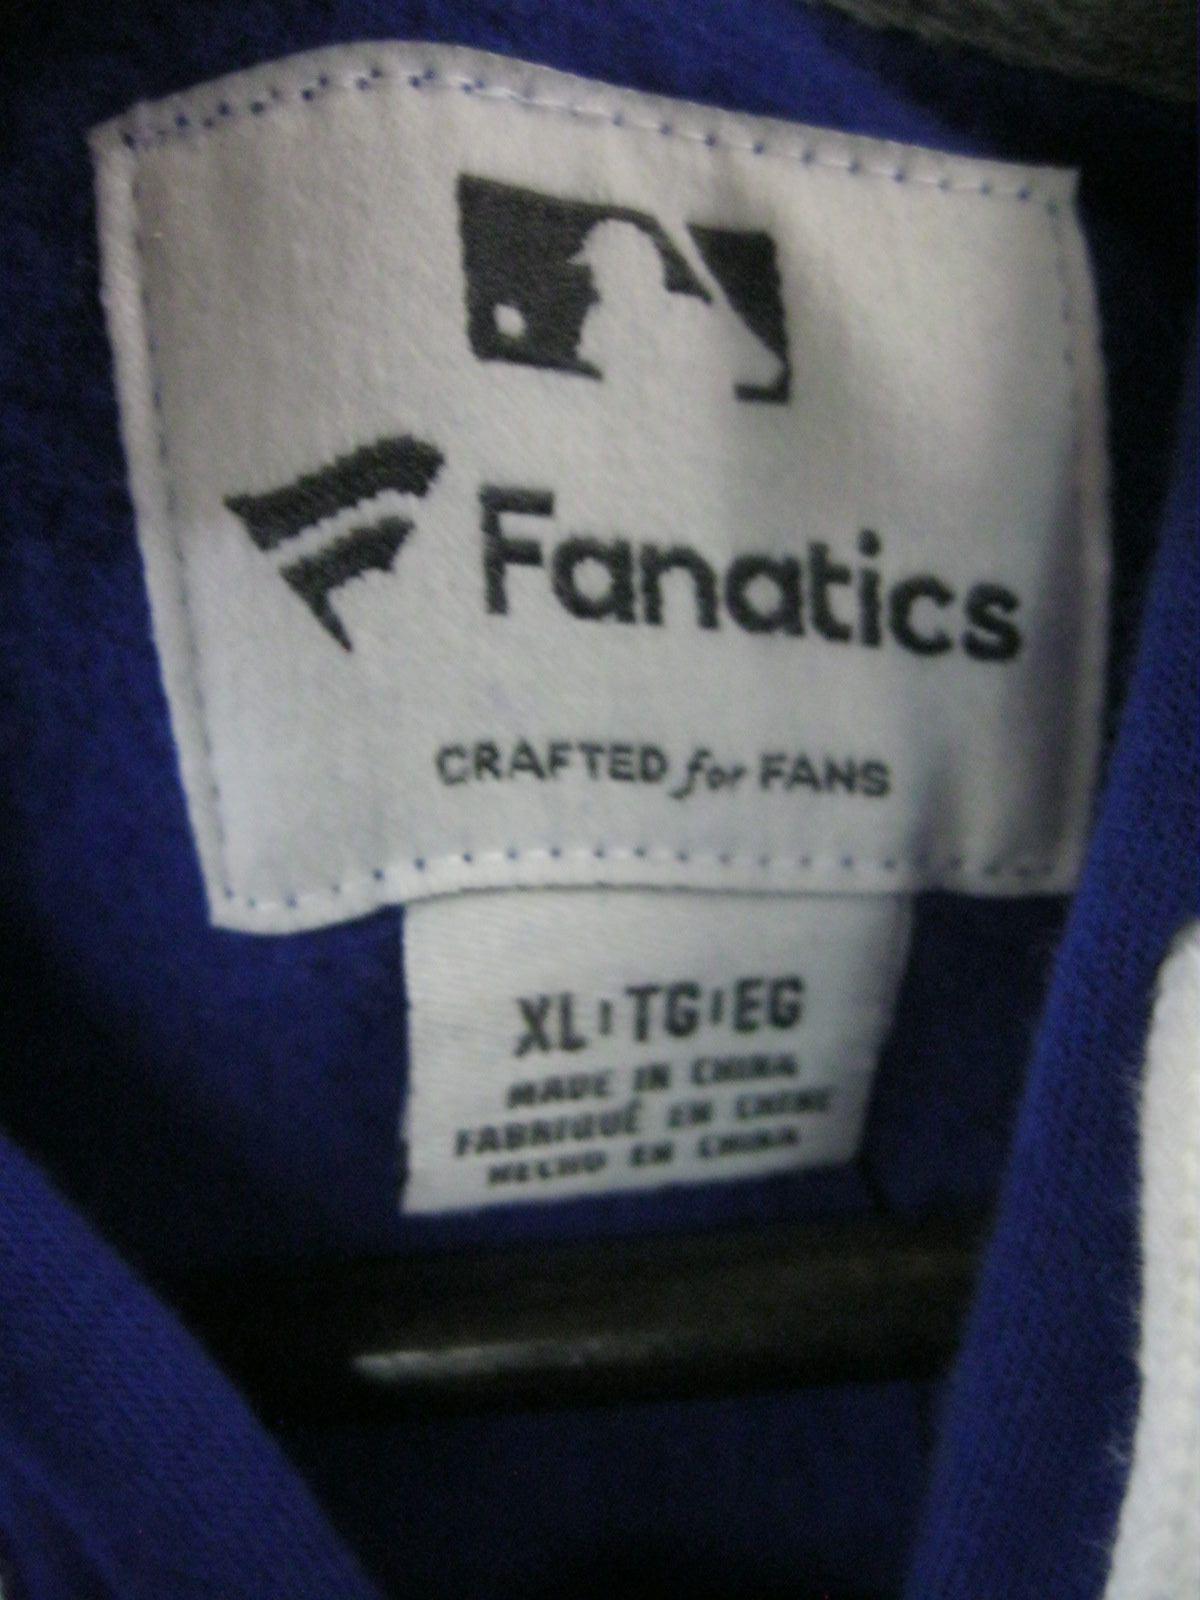 Fanatics
CRAFTED for FANS
XL | TG | EG
MADE IN CHINA
FABRIQUÉ EN CHINE
HECHO EN CHINA